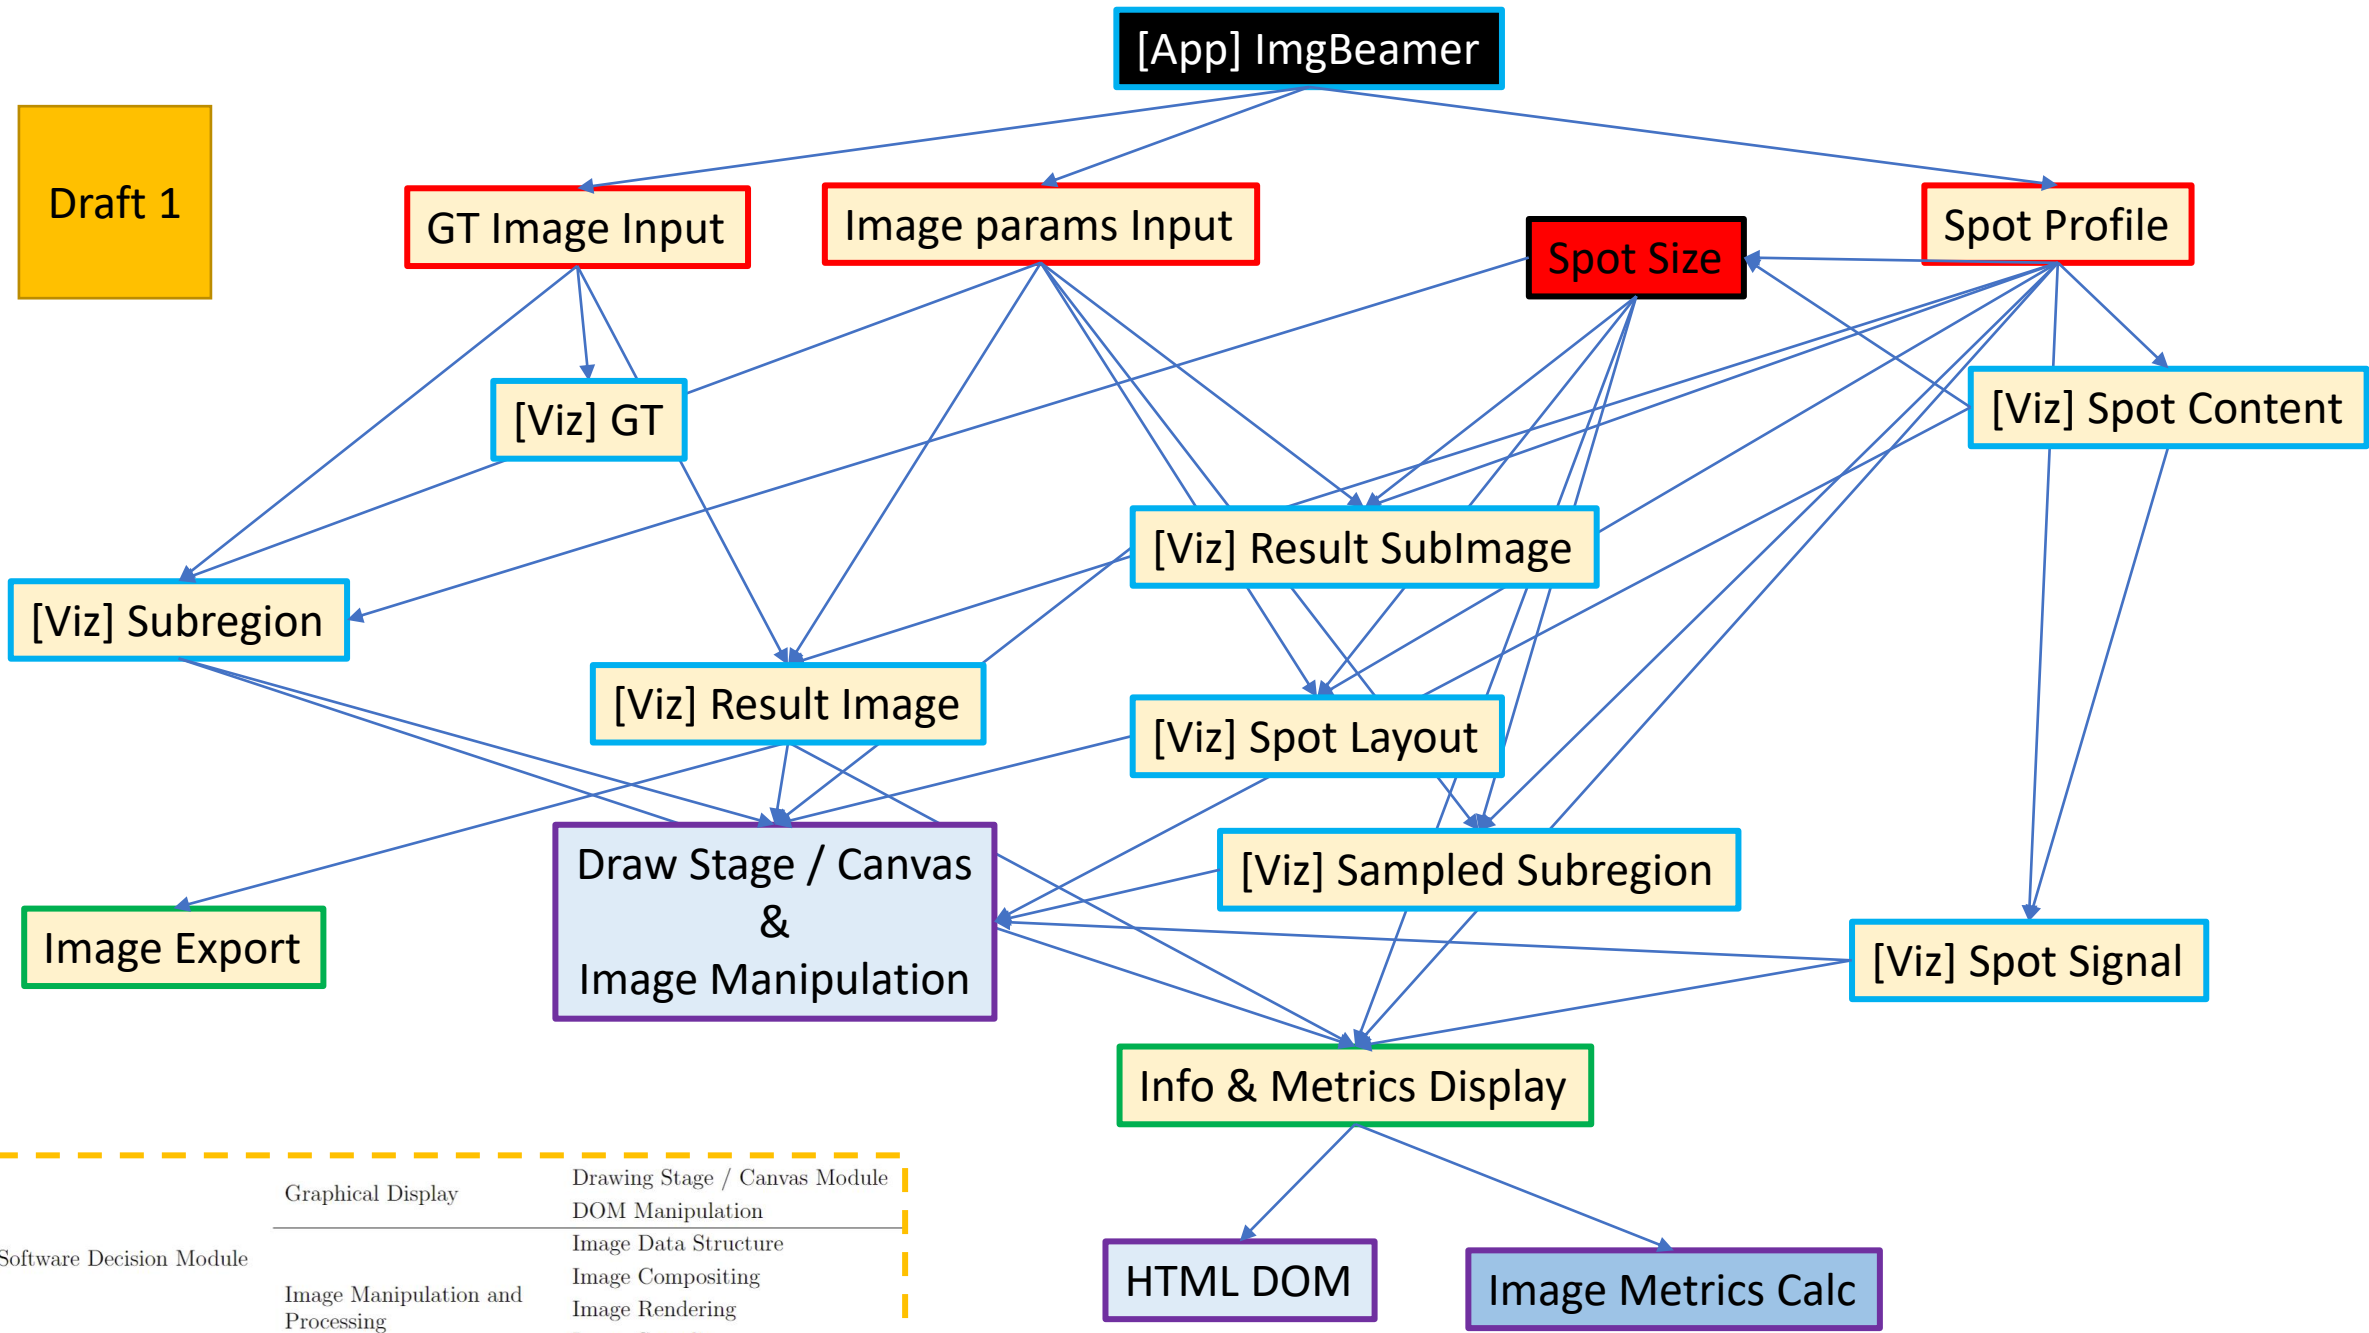 [App] ImgBeamer
Draft 1
GT Image Input
Image params Input
Spot Size
Spot Profile
[Viz] GT
[Viz] Spot Content
[Viz] Result SubImage
[Viz] Subregion
[Viz] Result Image
[Viz] Spot Layout
Draw Stage / Canvas
&
Image Manipulation
[Viz] Sampled Subregion
Image Export
[Viz] Spot Signal
Info & Metrics Display
HTML DOM
Image Metrics Calc
Graphical Display
Drawing Stage / Canvas Module
DOM Manipulation
Software Decision Module
Image Manipulation and
Processing
Image Data Structure
Image Compositing
Image Rendering